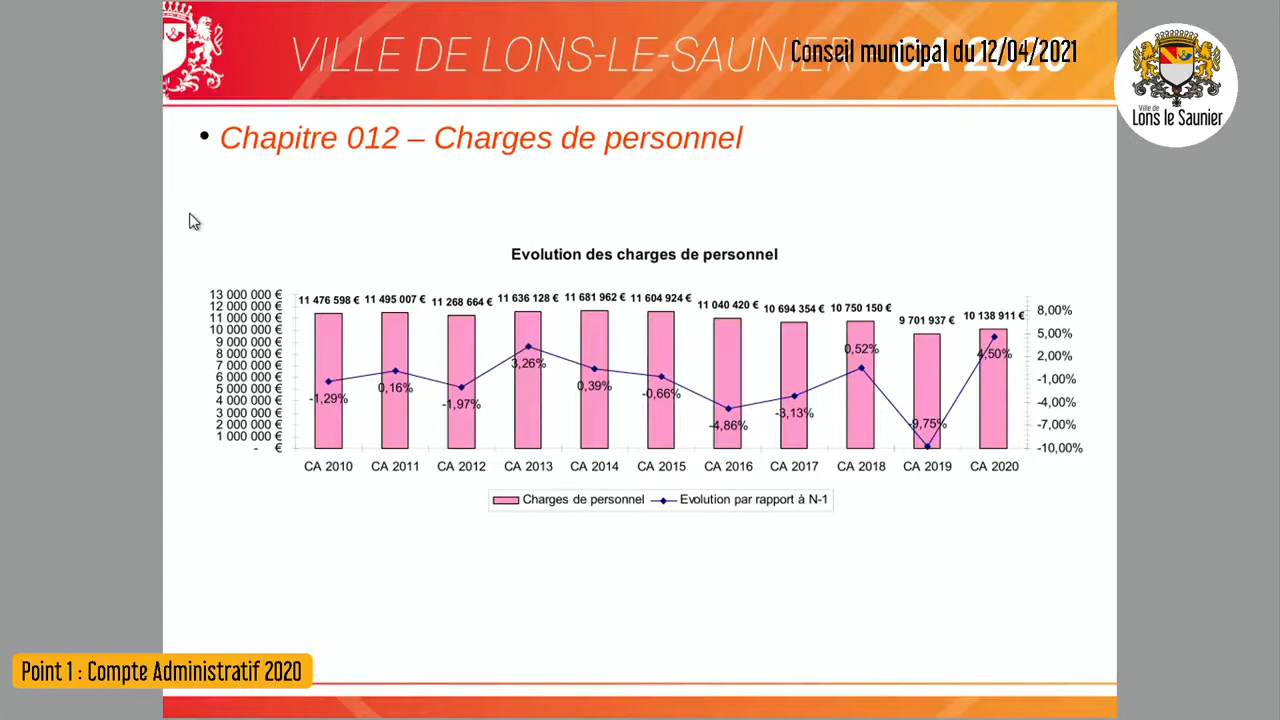 VILLE DE LONS-LE-SAUNIER CA 2020
Conseil municipal du 12/04/2021
Ville de
Lons le Saunier
• Chapitre 012 – Charges de personnel
Evolution des charges de personnel
13 000 000 €
12 000 000 €
11 000 000 €
10 000 000 €
9 000 000 €
8 000 000 €
7 000 000 €
6 000 000 €
5 000 000 €
4 000 000 €
3 000 000 €
2 000 000 €
1 000 000 €
- €
11 476 598 € 11 495 007 € 11 268 664 € 11 636 128 € 11 681 962 € 11 604 924 € 11 040 420 € 10 694 354 € 10 750 150 € 9 701 937 € 10 138 911 €
-1,29% 0,16% -1,97% 3,26% 0,39% -0,66% -4,86% -3,13% 0,52% -9,75% 4,50%
8,00%
5,00%
2,00%
-1,00%
-4,00%
-7,00%
-10,00%
CA 2010 CA 2011 CA 2012 CA 2013 CA 2014 CA 2015 CA 2016 CA 2017 CA 2018 CA 2019 CA 2020
Charges de personnel Evolution par rapport à N-1
Point 1 : Compte Administratif 2020